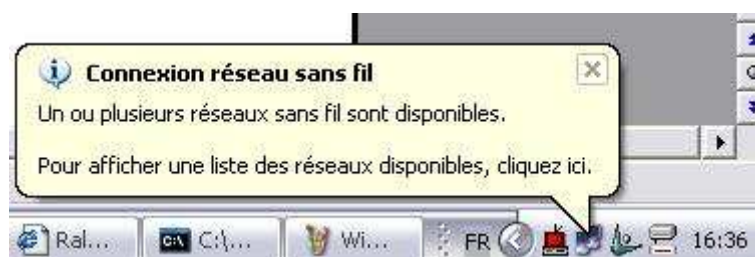 Connexion réseau sans fil
Un ou plusieurs réseaux sans fil sont disponibles.
Pour afficher une liste des réseaux disponibles, cliquez ici.
Ral... C:\... Wi... FR 16:36